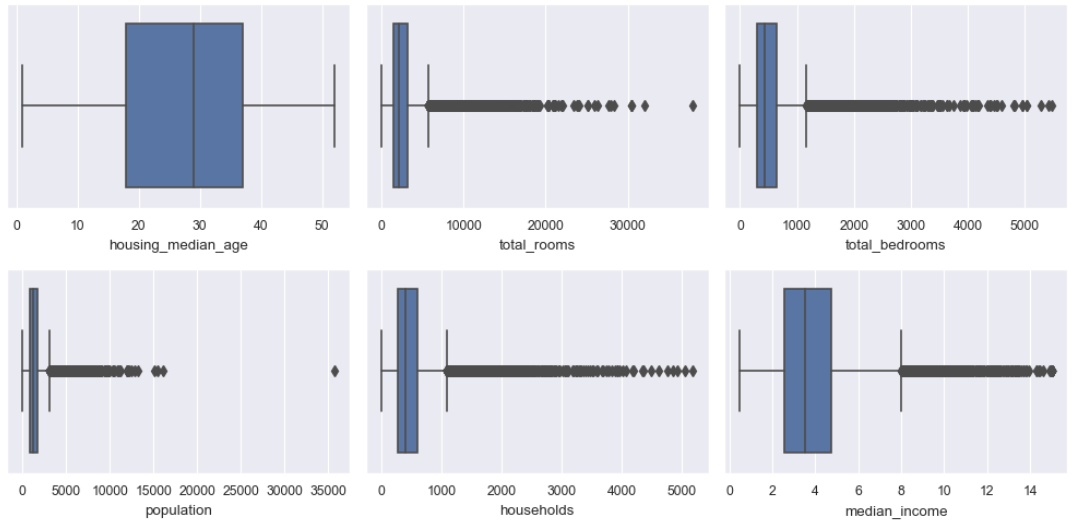 0 10 20 30 40 50
housing_median_age
0 10000 20000 30000
total_rooms
0 1000 2000 3000 4000 5000
total_bedrooms
0 5000 10000 15000 20000 25000 30000 35000
population
0 1000 2000 3000 4000 5000
households
0 2 4 6 8 10 12 14
median_income